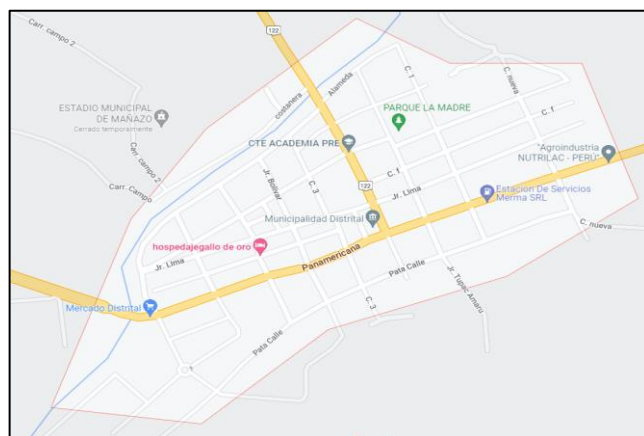 Carr. campo 2
122
C. nueva
Alameda
costanera
C. 1
ESTADIO MUNICIPAL
DE MAÑAZO
Cerrado temporalmente
PARQUE LA MADRE
C. f
CTE ACADEMIA PRE
Carr. campo 2
"Agroindustria
NUTRILAC - PERÚ"
C. f
Jr. Bolívar
C. 3
122
Carr. Campo
Jr. Lima
Estacion De Servicios
Merma SRL
Municipalidad Distrital
C. nueva
hospedajegallo de oro
Panamericana
Jr. Lima
Pata Calle
Jr. Tupac Amaru
Mercado Distrital
C. 3
Pata Calle